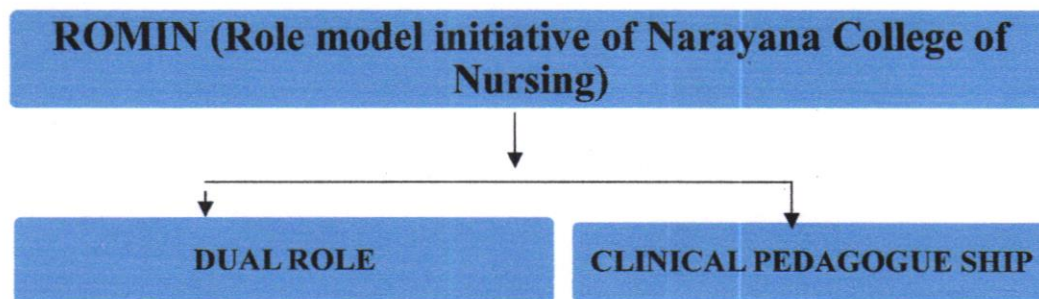 ROMIN (Role model initiative of Narayana College of
Nursing)
DUAL ROLE
CLINICAL PEDAGOGUE SHIP